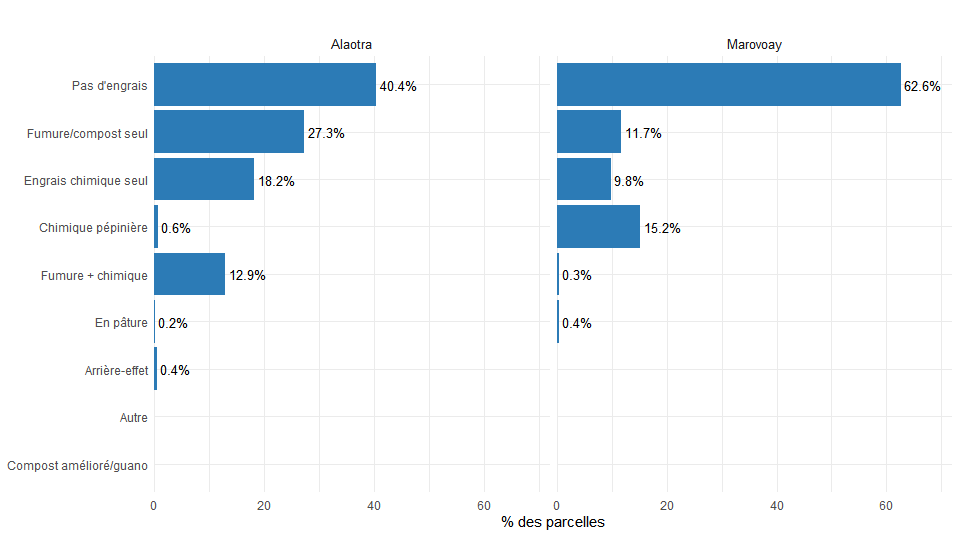 Alaotra Marovoay
Pas d'engrais 40.4% 62.6%
Fumure/compost seul 27.3% 11.7%
Engrais chimique seul 18.2% 9.8%
Chimique pépinière 0.6% 15.2%
Fumure + chimique 12.9% 0.3%
En pâture 0.2% 0.4%
Arrière-effet 0.4%
Autre
Compost amélioré/guano
0 20 40 60 0 20 40 60
% des parcelles